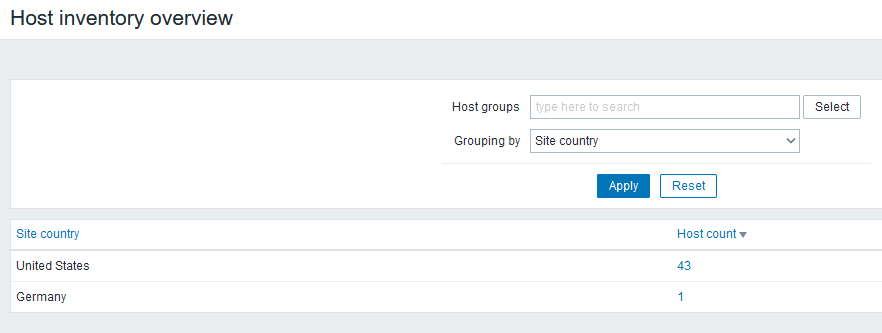 Host inventory overview
Host groups type here to search Select
Grouping by Site country
Apply Reset
Site country Host count
United States 43
Germany 1